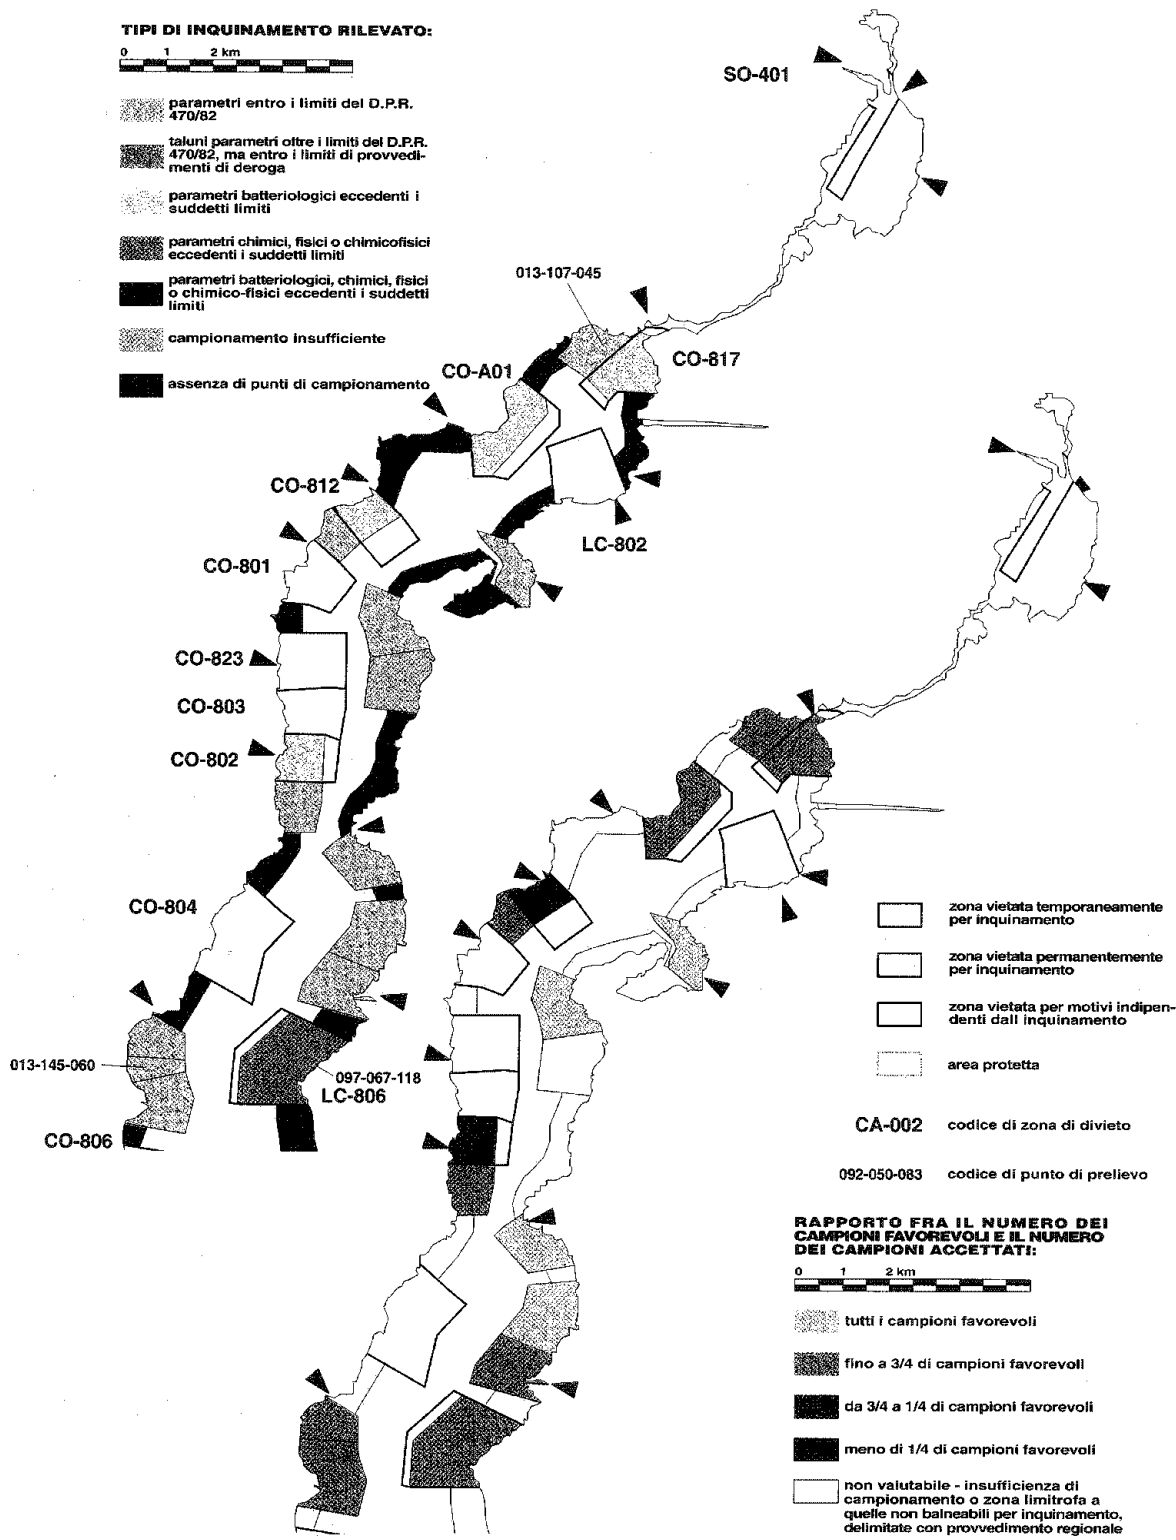 TIPI DI INQUINAMENTO RILEVATO:
0 1 2 km
parametri entro i limiti del D.P.R.
470/82
taluni parametri oltre i limiti del D.P.R.
470/82, ma entro i limiti di provvedi-
menti di deroga
parametri batteriologici eccedenti i
suddetti limiti
parametri chimici, fisici o chimicofisici
eccedenti i suddetti limiti
parametri batteriologici, chimici, fisici
o chimico-fisici eccedenti i suddetti
limiti
campionamento insufficiente
assenza di punti di campionamento
SO-401
013-107-045
CO-817
CO-A01
CO-812
LC-802
CO-801
CO-823
CO-803
CO-802
CO-804
013-145-060
097-067-118
LC-806
CO-806
zona vietata temporaneamente
per inquinamento
zona vietata permanentemente
per inquinamento
zona vietata per motivi indipen-
denti dall inquinamento
area protetta
CA-002 codice di zona di divieto
092-050-083 codice di punto di prelievo
RAPPORTO FRA IL NUMERO DEI
CAMPIONI FAVOREVOLI E IL NUMERO
DEI CAMPIONI ACCETTATI:
0 1 2 km
tutti i campioni favorevoli
fino a 3/4 di campioni favorevoli
da 3/4 a 1/4 di campioni favorevoli
meno di 1/4 di campioni favorevoli
non valutabile - insufficienza di
campionamento o zona limitrofa a
quelle non balneabili per inquinamento,
delimitate con provvedimento regionale